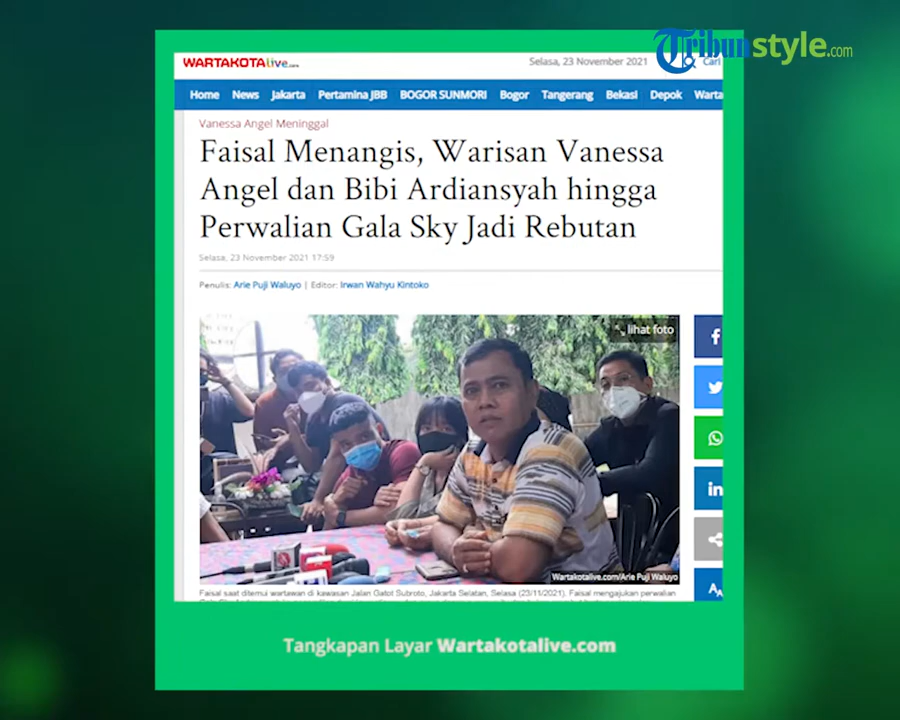 Tribunstyle.com
WARTAKOTAlive.com
Selasa, 23 November 2021
Cari
Home News Jakarta Pertamina JBB BOGOR SUNMORI Bogor Tangerang Bekasi Depok Warta
Vanessa Angel Meninggal
Faisal Menangis, Warisan Vanessa
Angel dan Bibi Ardiansyah hingga
Perwalian Gala Sky Jadi Rebutan
Selasa, 23 November 2021 17:59
Penulis: Arie Puji Waluyo | Editor: Irwan Wahyu Kintoko
lihat foto
Wartakotalive.com/Arie Puji Waluyo
Faisal saat ditemui wartawan di kawasan Jalan Gatot Subroto, Jakarta Selatan, Selasa (23/11/2021). Faisal mengajukan perwalian
Tangkapan Layar Wartakotalive.com